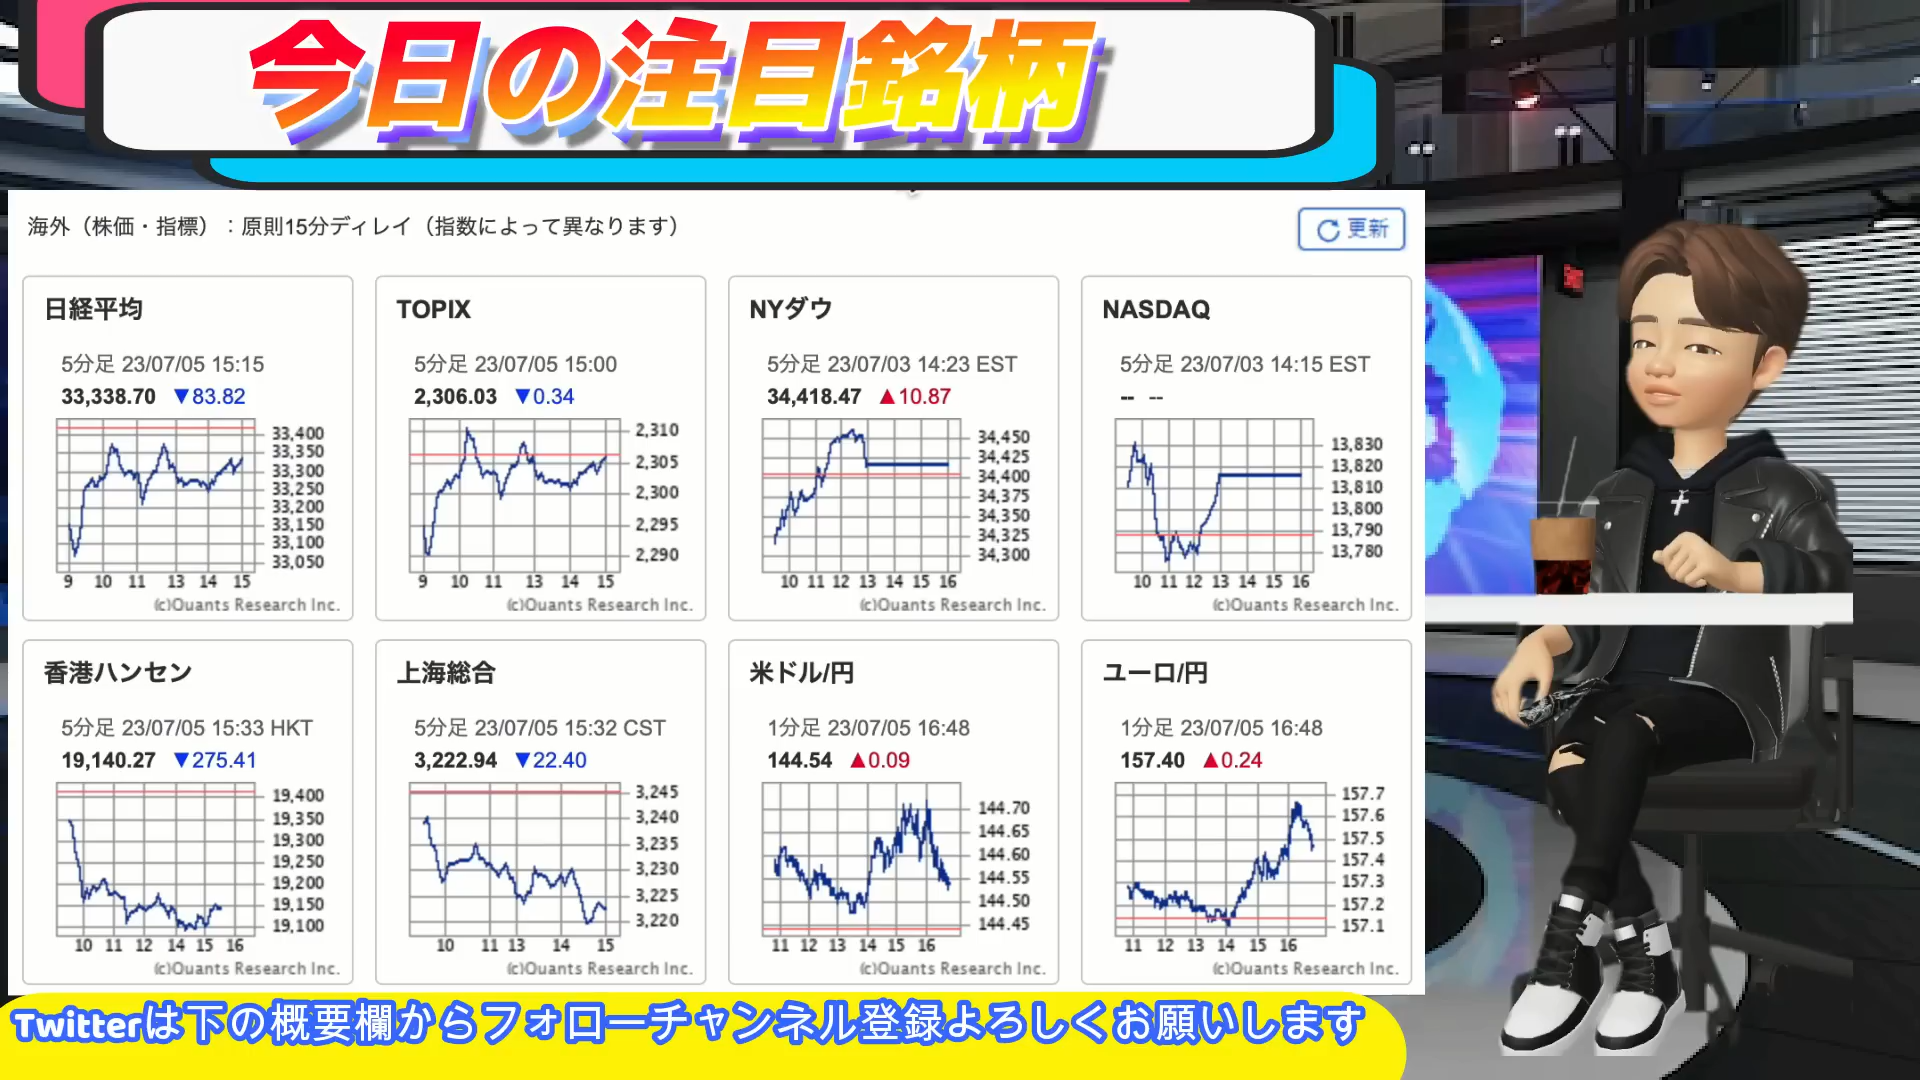 今日の注目銘柄
海外（株価・指標）：原則15分ディレイ（指数によって異なります）
更新
日経平均
5分足 23/07/05 15:15
33,338.70 ▼83.82
33,400
33,350
33,300
33,250
33,200
33,150
33,100
33,050
9 10 11 13 14 15
(c)Quants Research Inc.
TOPIX
5分足 23/07/05 15:00
2,306.03 ▼0.34
2,310
2,305
2,300
2,295
2,290
9 10 11 13 14 15
(c)Quants Research Inc.
NYダウ
5分足 23/07/03 14:23 EST
34,418.47 ▲10.87
34,450
34,425
34,400
34,375
34,350
34,325
34,300
10 11 12 13 14 15 16
(c)Quants Research Inc.
NASDAQ
5分足 23/07/03 14:15 EST
-- --
13,830
13,820
13,810
13,800
13,790
13,780
10 11 12 13 14 15 16
(c)Quants Research Inc.
香港ハンセン
5分足 23/07/05 15:33 HKT
19,140.27 ▼275.41
19,400
19,350
19,300
19,250
19,200
19,150
19,100
10 11 12 14 15 16
(c)Quants Research Inc.
上海総合
5分足 23/07/05 15:32 CST
3,222.94 ▼22.40
3,245
3,240
3,235
3,230
3,225
3,220
10 11 13 14 15
(c)Quants Research Inc.
米ドル/円
1分足 23/07/05 16:48
144.54 ▲0.09
144.70
144.65
144.60
144.55
144.50
144.45
11 12 13 14 15 16
(c)Quants Research Inc.
ユーロ/円
1分足 23/07/05 16:48
157.40 ▲0.24
157.7
157.6
157.5
157.4
157.3
157.2
157.1
11 12 13 14 15 16
(c)Quants Research Inc.
Twitterは下の概要欄からフォローチャンネル登録よろしくお願いします